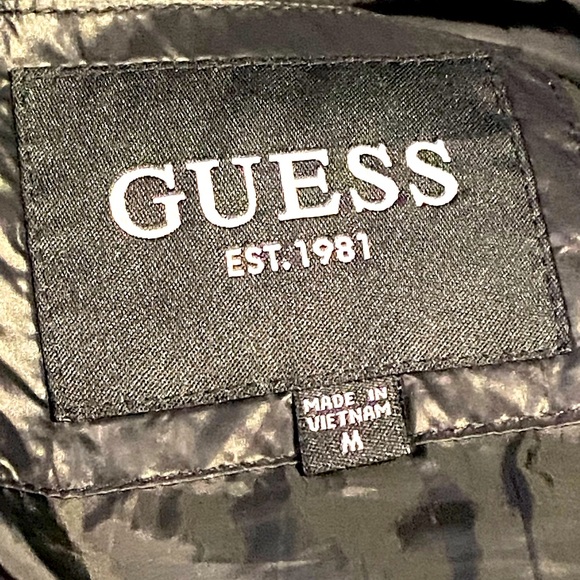 GUESS
EST. 1981
MADE IN
VIETNAM
M